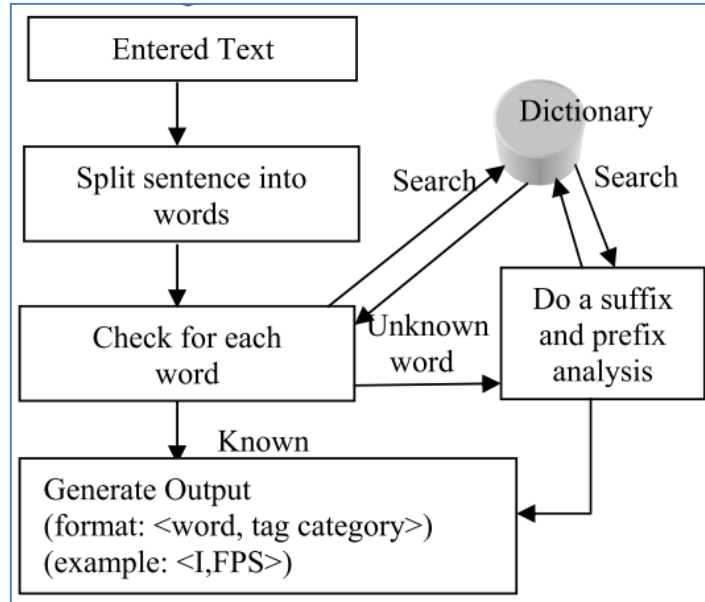 Entered Text
Dictionary
Split sentence into
words
Search
Search
Check for each
word
Unknown
word
Do a suffix
and prefix
analysis
Known
Generate Output
(format: <word, tag category>)
(example: <I,FPS>)